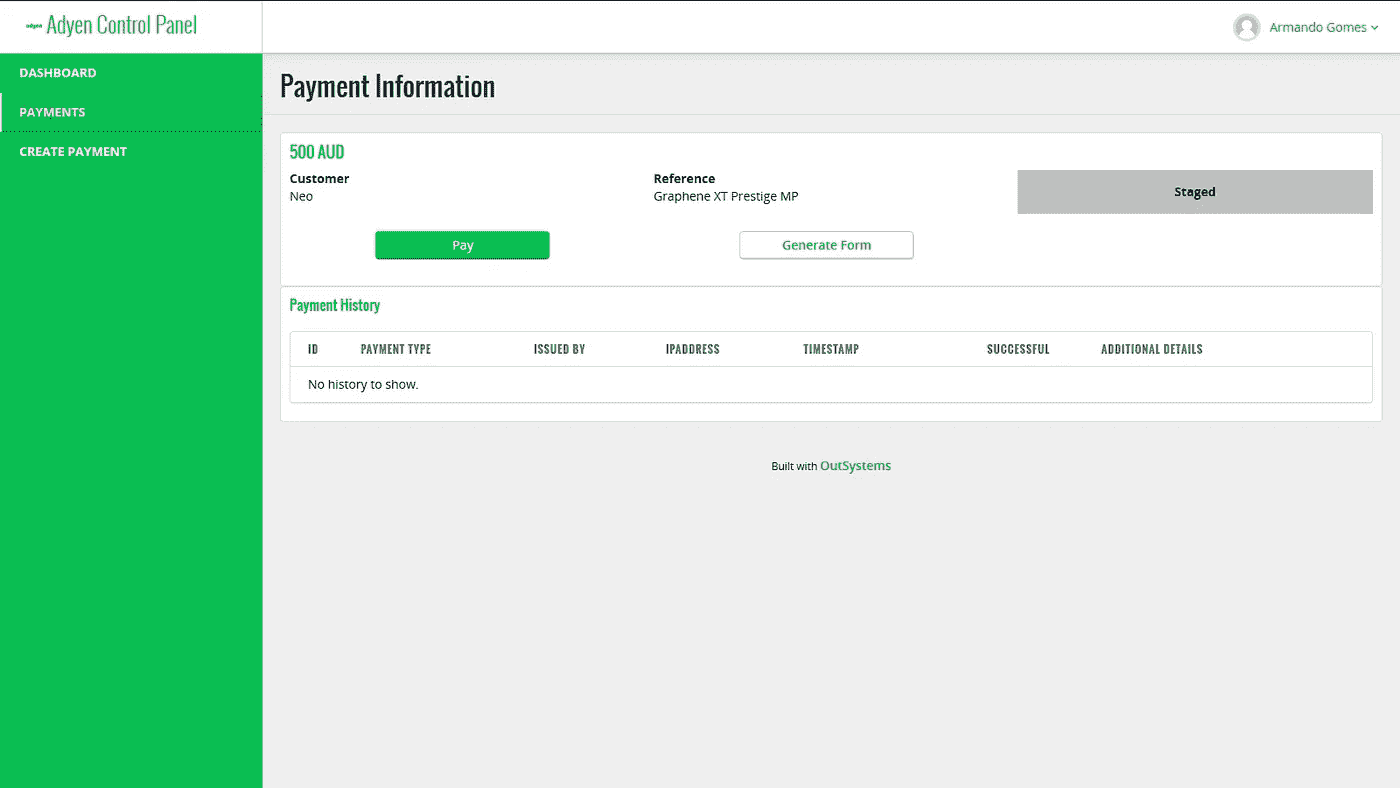 adyen Adyen Control Panel
Armando Gomes
DASHBOARD
PAYMENTS
CREATE PAYMENT
Payment Information
500 AUD
Customer
Neo
Reference
Graphene XT Prestige MP
Staged
Pay
Generate Form
Payment History
ID PAYMENT TYPE ISSUED BY IPADDRESS TIMESTAMP SUCCESSFUL ADDITIONAL DETAILS
No history to show.
Built with OutSystems